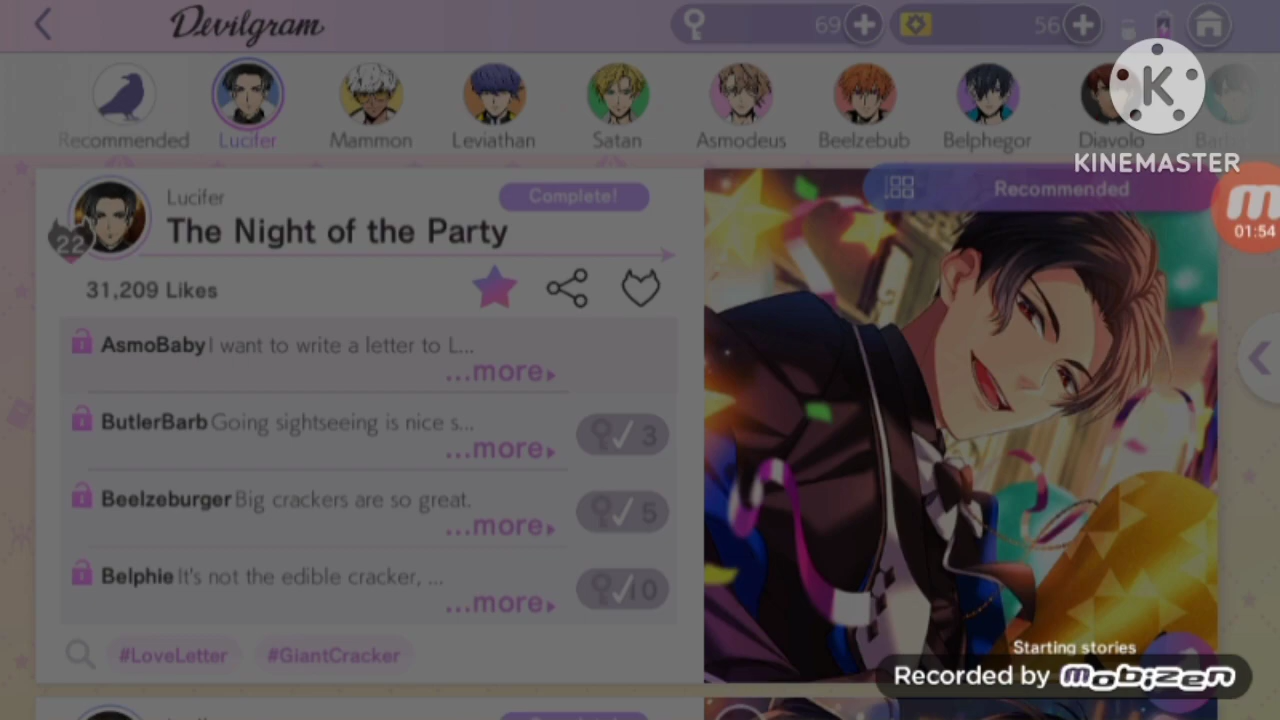 Devilgram
69
56
Recommended
Lucifer
Mammon
Leviathan
Satan
Asmodeus
Beelzebub
Belphegor
Diavolo
K
KINEMASTER
Lucifer
Complete!
The Night of the Party
22
31,209 Likes
AsmoBaby I want to write a letter to L...
...more
ButlerBarb Going sightseeing is nice s...
...more
3
Beelzeburger Big crackers are so great.
...more
5
Belphie It's not the edible cracker, ...
...more
10
#LoveLetter
#GiantCracker
Recommended
m
01:54
Starting stories
Recorded by mobizen